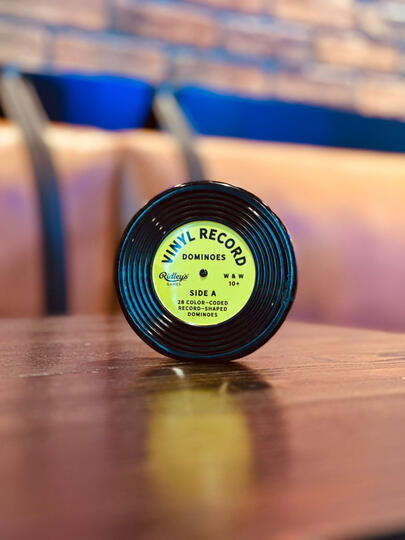 VINYL RECORD
DOMINOES
Ridley's
GAMES
W & W
10+
SIDE A
28 COLOR-CODED
RECORD-SHAPED
DOMINOES